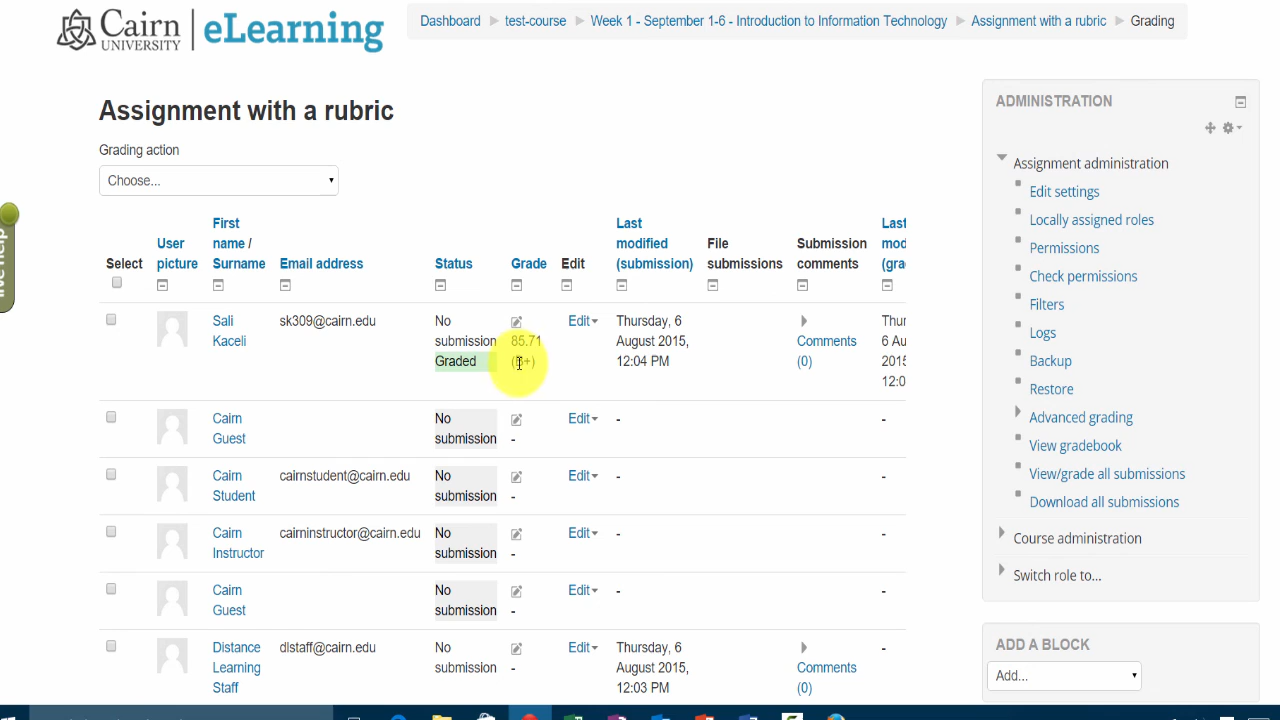 Cairn
UNIVERSITY
eLearning
Dashboard test-course Week 1 - September 1-6 - Introduction to Information Technology Assignment with a rubric Grading
Assignment with a rubric
Grading action
Choose...
Select
User
picture
First
name /
Surname
Email address
Status
Grade
Edit
Last
modified
(submission)
File
submissions
Submission
comments
Last
mod
(gra
Sali
Kaceli
sk309@cairn.edu
No
submission
Graded
85.71
Edit
Thursday, 6
August 2015,
12:04 PM
Comments
(0)
Thur
6 Au
2015
12:0
Cairn
Guest
No
submission
-
Edit
-
-
Cairn
Student
cairnstudent@cairn.edu
No
submission
-
Edit
-
-
Cairn
Instructor
cairninstructor@cairn.edu
No
submission
-
Edit
-
-
Cairn
Guest
No
submission
-
Edit
-
-
Distance
Learning
Staff
dlstaff@cairn.edu
No
submission
-
Edit
Thursday, 6
August 2015,
12:03 PM
Comments
(0)
-
ADMINISTRATION
Assignment administration
Edit settings
Locally assigned roles
Permissions
Check permissions
Filters
Logs
Backup
Restore
Advanced grading
View gradebook
View/grade all submissions
Download all submissions
Course administration
Switch role to...
ADD A BLOCK
Add...
live help